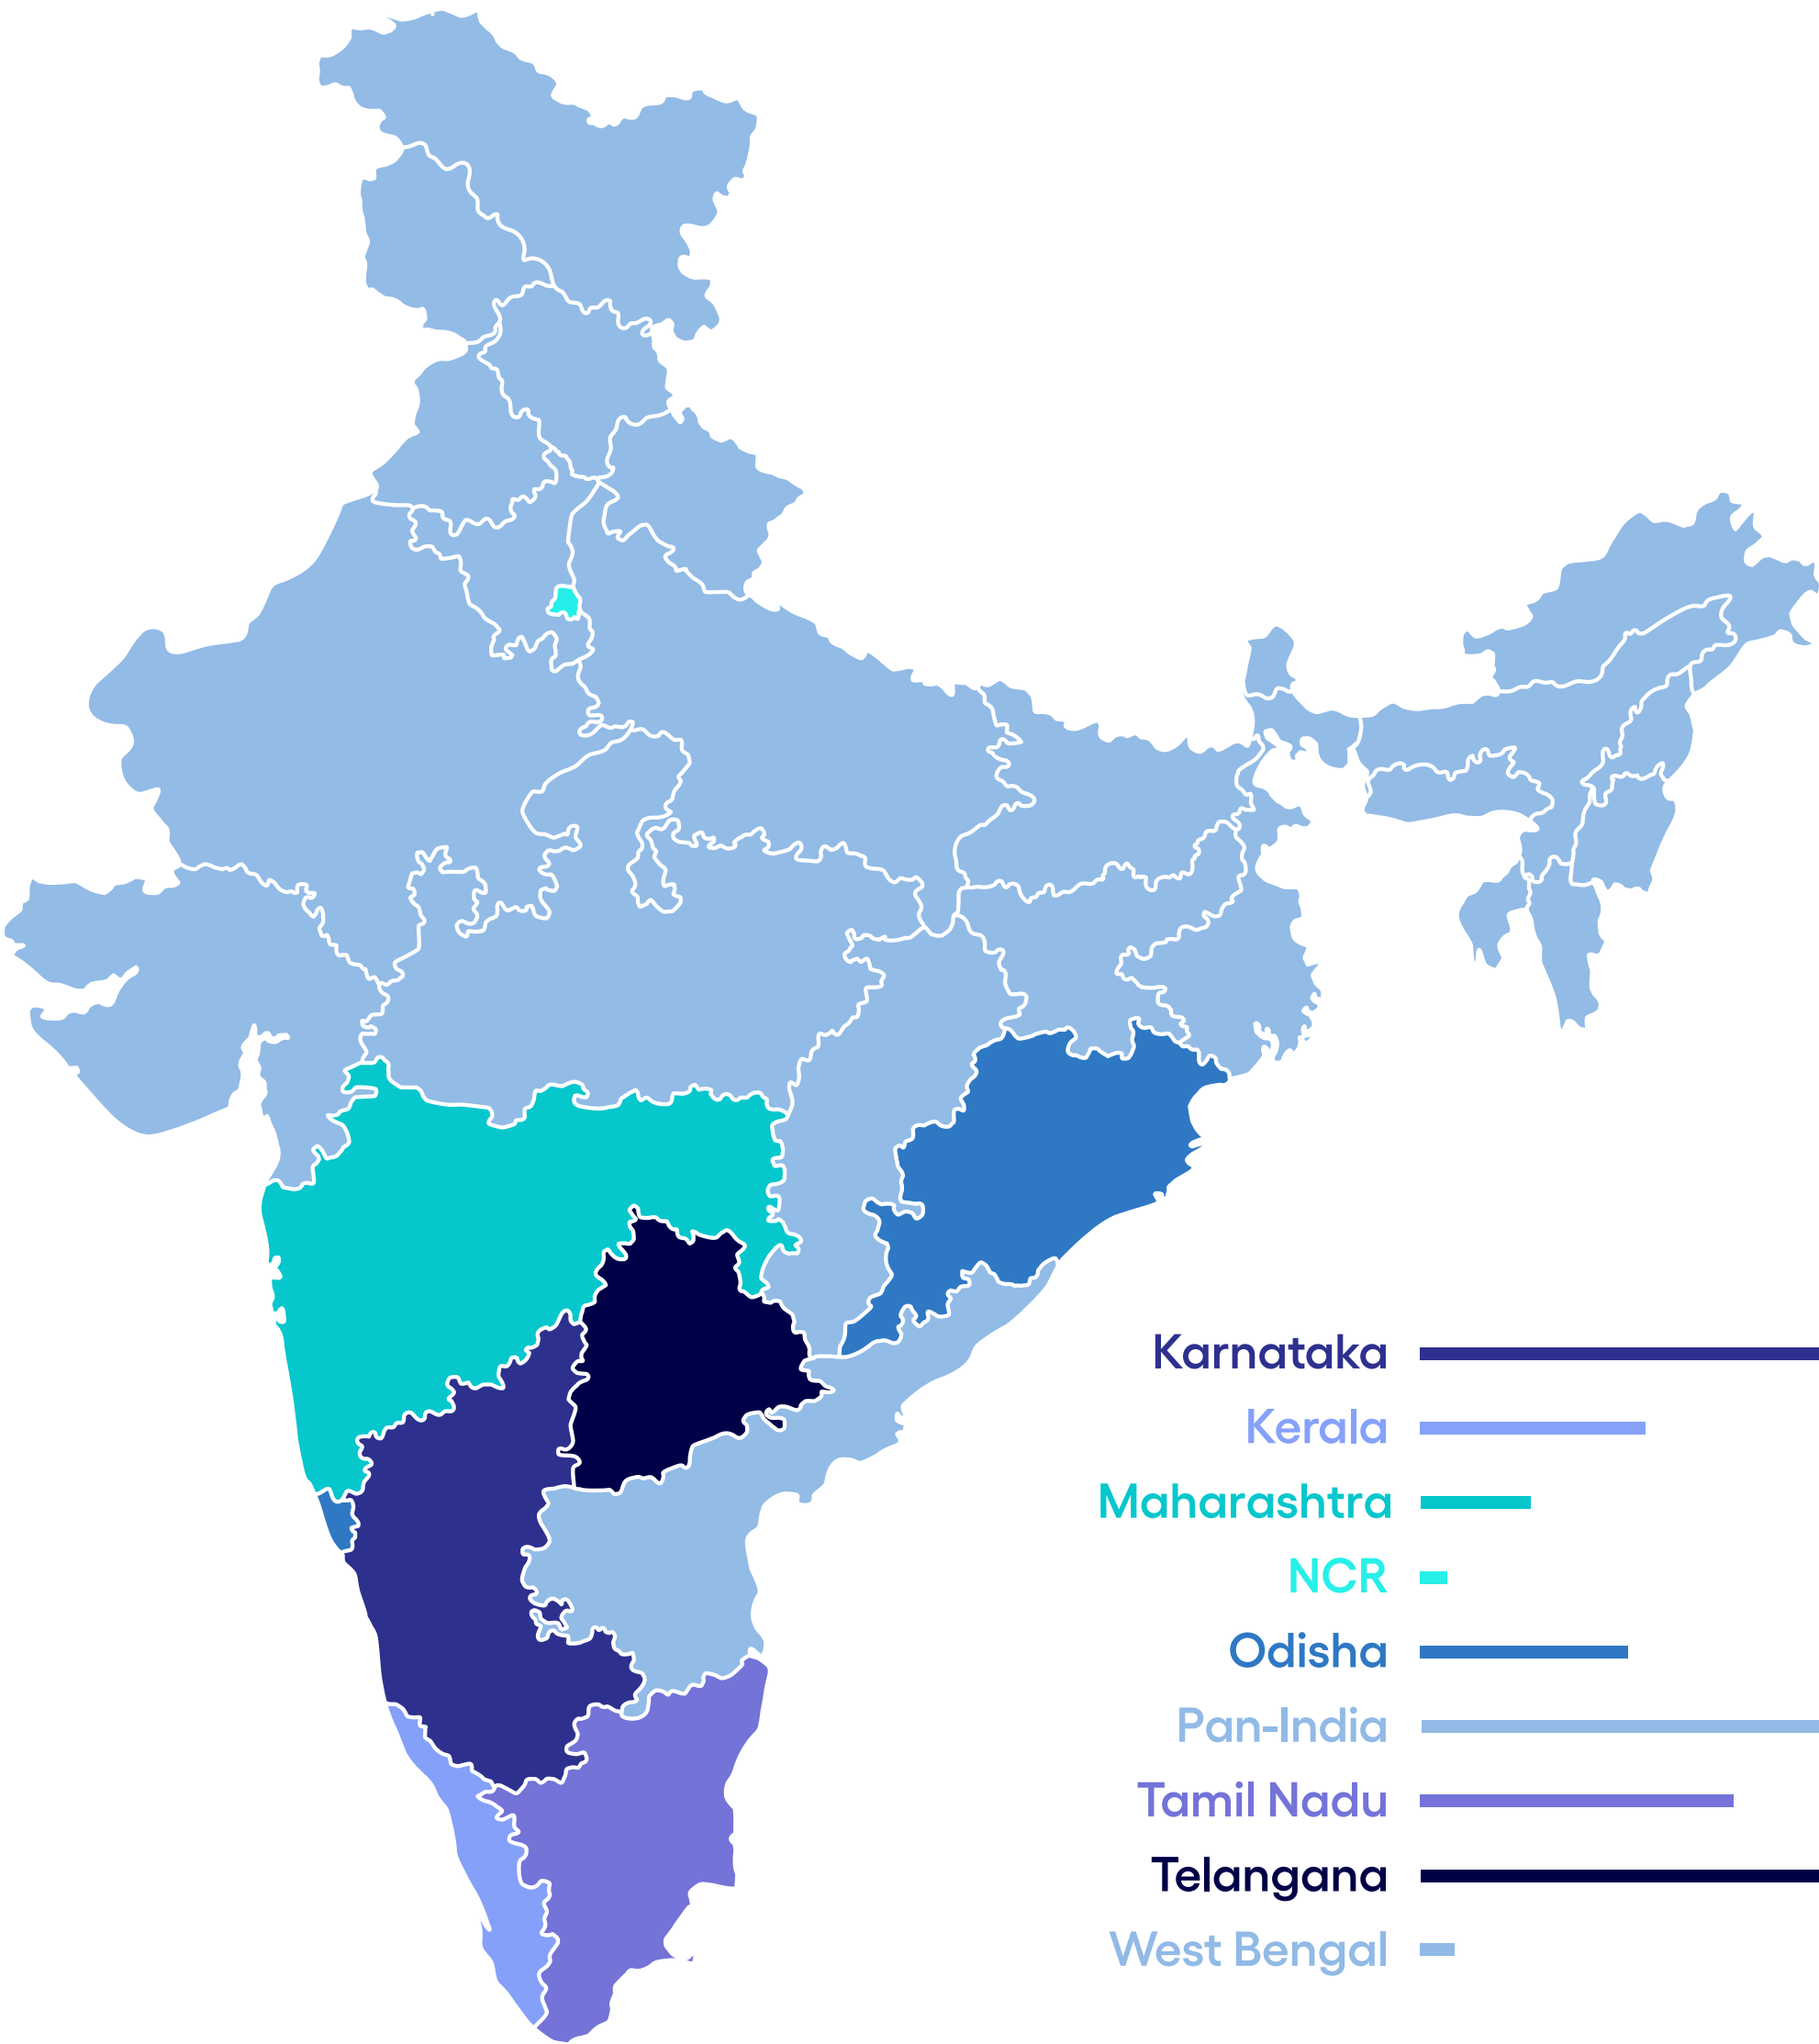 Karnataka
Kerala
Maharashtra
NCR
Odisha
Pan-India
Tamil Nadu
Telangana
West Bengal